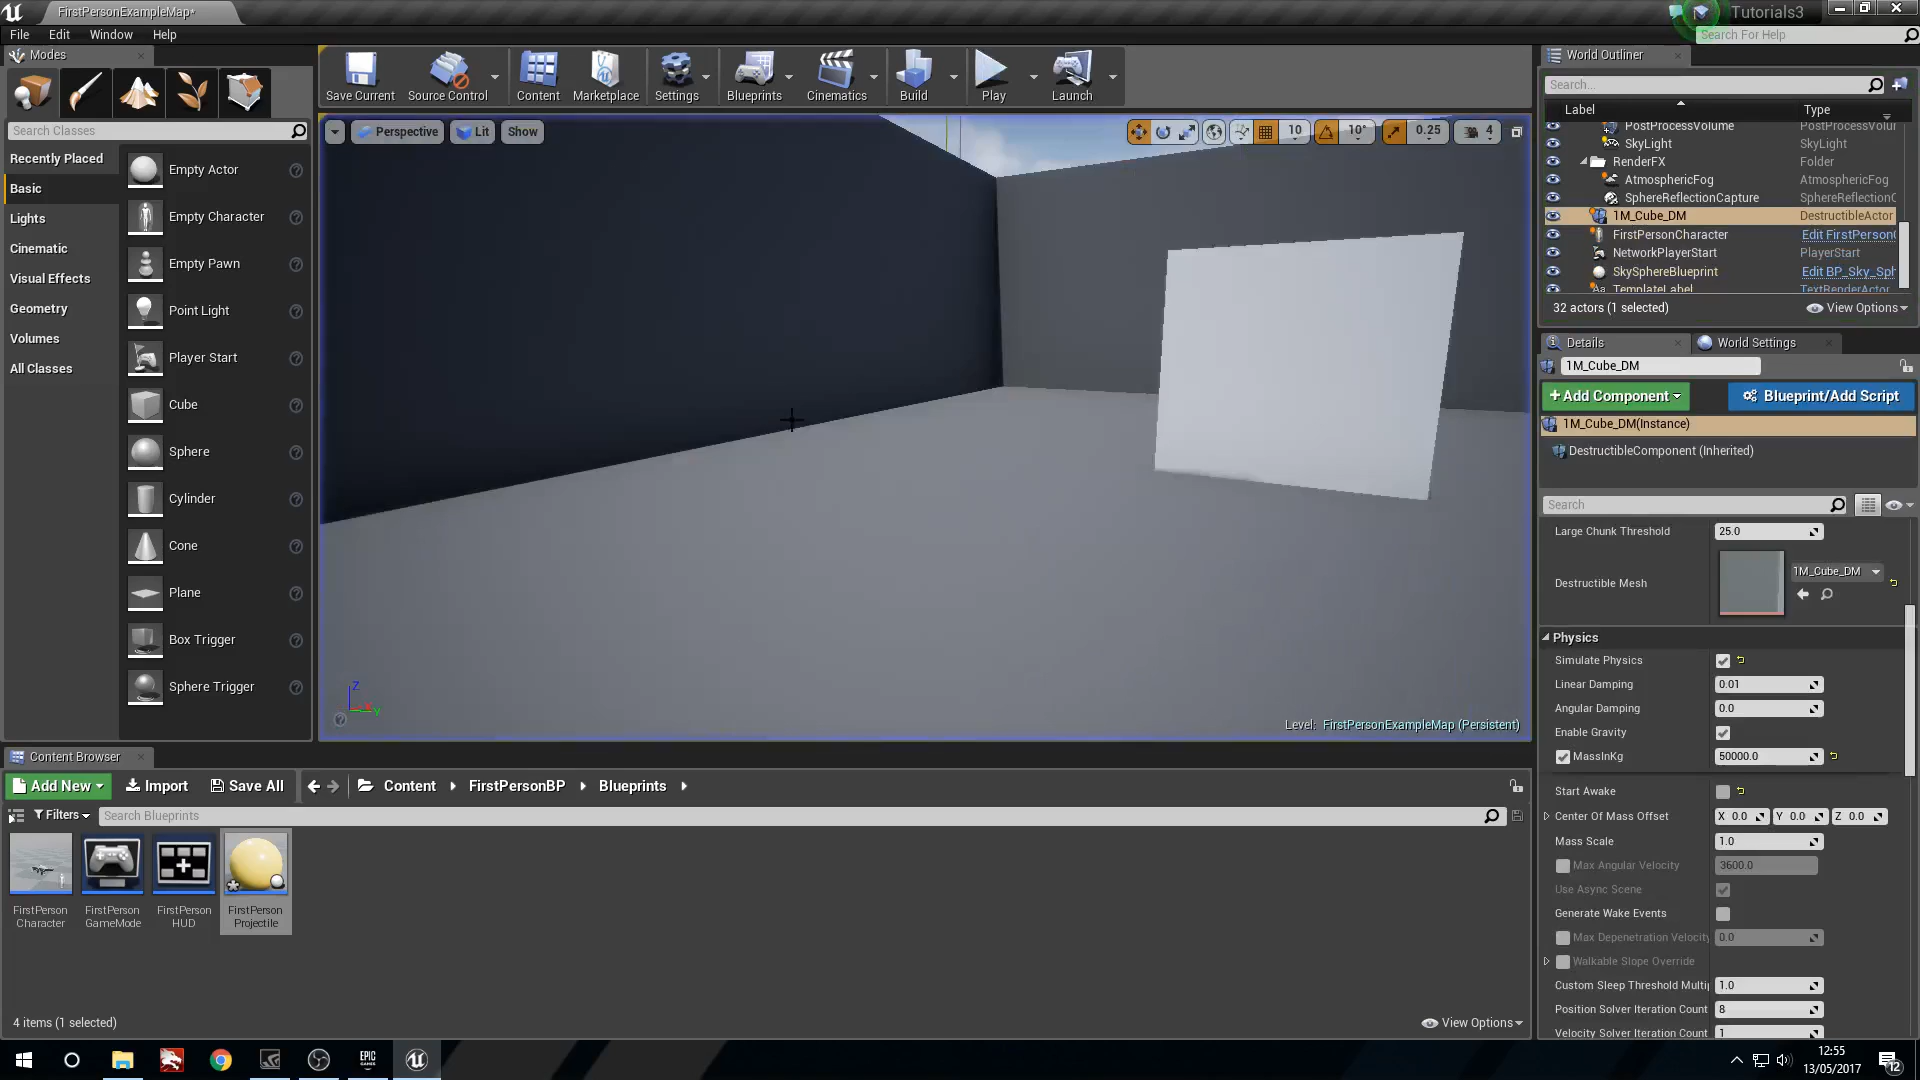 FirstPersonExampleMap*
Tutorials3
File Edit Window Help
Search For Help
Modes
Search Classes
Recently Placed
Basic
Lights
Cinematic
Visual Effects
Geometry
Volumes
All Classes
Empty Actor
Empty Character
Empty Pawn
Point Light
Player Start
Cube
Sphere
Cylinder
Cone
Plane
Box Trigger
Sphere Trigger
Save Current Source Control Content Marketplace Settings Blueprints Cinematics Build Play Launch
Perspective Lit Show
10 10° 0.25 4
Z
Y
Level: FirstPersonExampleMap (Persistent)
World Outliner
Search...
Label Type
PostProcessVolume PostProcessVolu
SkyLight SkyLight
RenderFX Folder
AtmosphericFog AtmosphericFog
SphereReflectionCapture SphereReflectionC
1M_Cube_DM DestructibleActor
FirstPersonCharacter Edit FirstPersonC
NetworkPlayerStart PlayerStart
SkySphereBlueprint Edit BP_Sky_Sph
TemplateLabel TextRenderActor
32 actors (1 selected) View Options
Details World Settings
1M_Cube_DM
+Add Component Blueprint/Add Script
1M_Cube_DM(Instance)
DestructibleComponent (Inherited)
Search
Large Chunk Threshold 25.0
Destructible Mesh 1M_Cube_DM
Physics
Simulate Physics
Linear Damping 0.01
Angular Damping 0.0
Enable Gravity
MassInKg 50000.0
Start Awake
Center Of Mass Offset X 0.0 Y 0.0 Z 0.0
Mass Scale 1.0
Max Angular Velocity 3600.0
Use Async Scene
Generate Wake Events
Max Depenetration Velocity 0.0
Walkable Slope Override
Custom Sleep Threshold Multip 1.0
Position Solver Iteration Count 8
Velocity Solver Iteration Count 1
Content Browser
Add New Import Save All Content FirstPersonBP Blueprints
Filters Search Blueprints
FirstPerson Character
FirstPerson GameMode
FirstPerson HUD
FirstPerson Projectile
4 items (1 selected) View Options
EPIC GAMES
12:55
13/05/2017
12